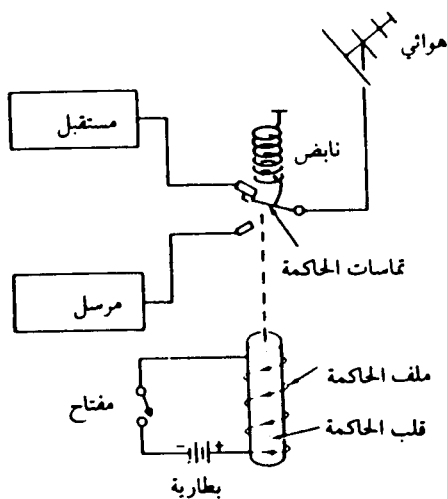 هوائي
مستقبل
نابض
تماسات الحاكمة
مرسل
ملف الحاكمة
مفتاح
قلب الحاكمة
- +
بطارية